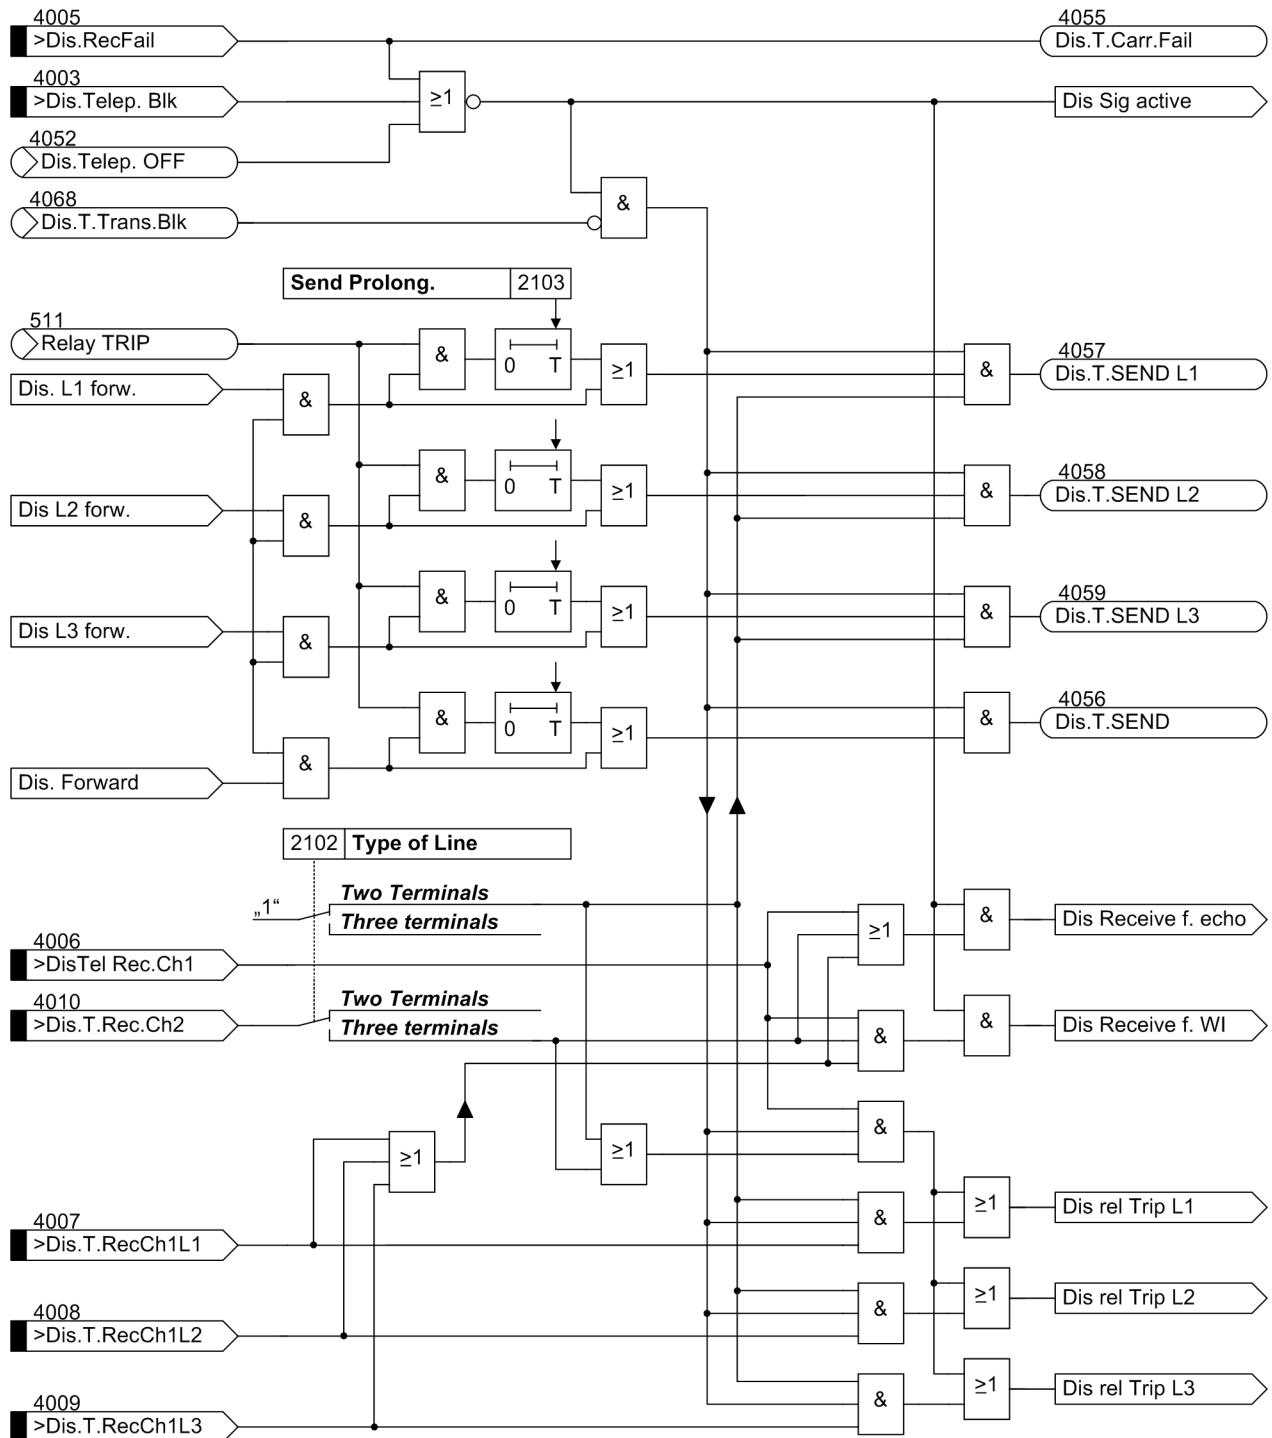 4005
>Dis.RecFail
4055
Dis.T.Carr.Fail
4003
>Dis.Telep. Blk
≥1
Dis Sig active
4052
Dis.Telep. OFF
4068
Dis.T.Trans.Blk
&
Send Prolong. 2103
511
Relay TRIP
&
0 T
≥1
&
4057
Dis.T.SEND L1
Dis. L1 forw.
&
&
0 T
≥1
&
4058
Dis.T.SEND L2
Dis L2 forw.
&
&
0 T
≥1
&
4059
Dis.T.SEND L3
Dis L3 forw.
&
&
0 T
≥1
&
4056
Dis.T.SEND
Dis. Forward
&
2102 Type of Line
„1“
Two Terminals
Three terminals
≥1
&
Dis Receive f. echo
4006
>DisTel Rec.Ch1
4010
>Dis.T.Rec.Ch2
Two Terminals
Three terminals
&
&
Dis Receive f. WI
≥1
≥1
&
4007
>Dis.T.RecCh1L1
&
≥1
Dis rel Trip L1
4008
>Dis.T.RecCh1L2
&
≥1
Dis rel Trip L2
4009
>Dis.T.RecCh1L3
&
≥1
Dis rel Trip L3